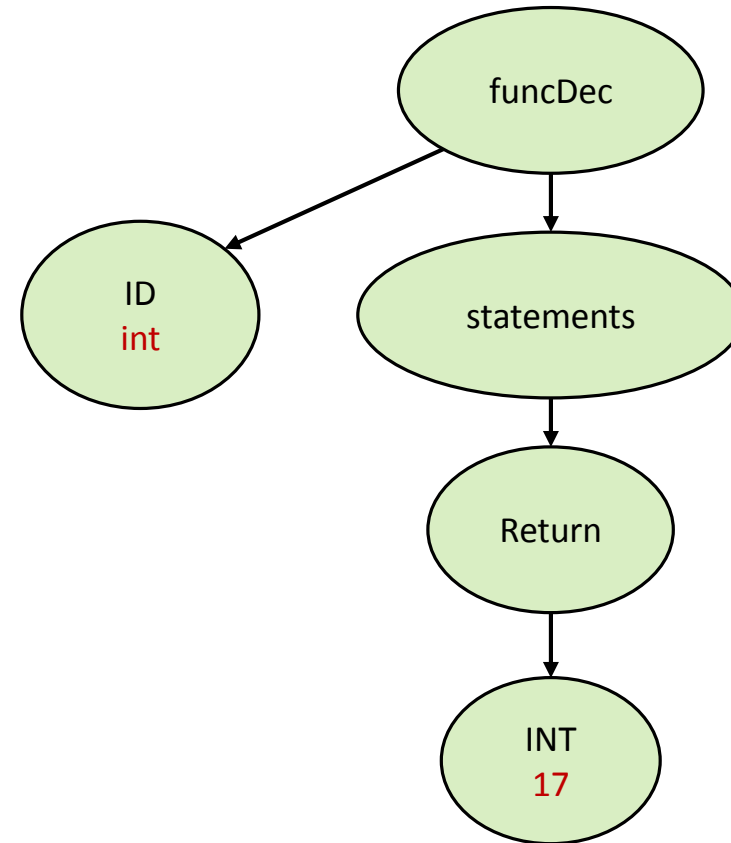 funcDec
ID
int
statements
Return
INT
17